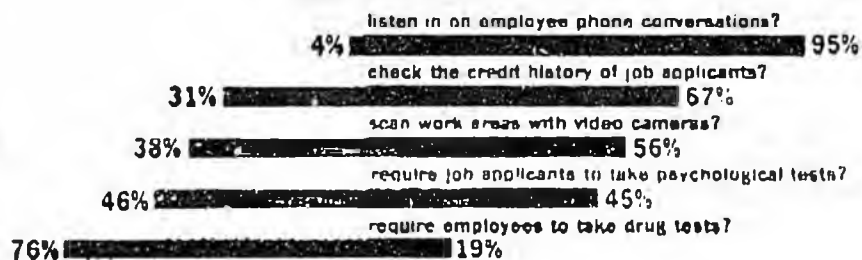 listen in on employee phone conversations?
4% 95%
check the credit history of job applicants?
31% 67%
scan work areas with video cameras?
38% 56%
require job applicants to take psychological tests?
46% 45%
require employees to take drug tests?
76% 19%